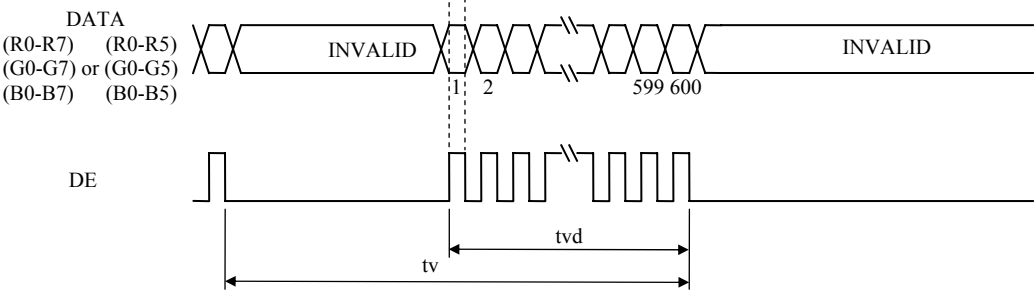 DATA
(R0-R7) (R0-R5)
(G0-G7) or (G0-G5)
(B0-B7) (B0-B5)
INVALID
INVALID
1 2 599 600
DE
tvd
tv